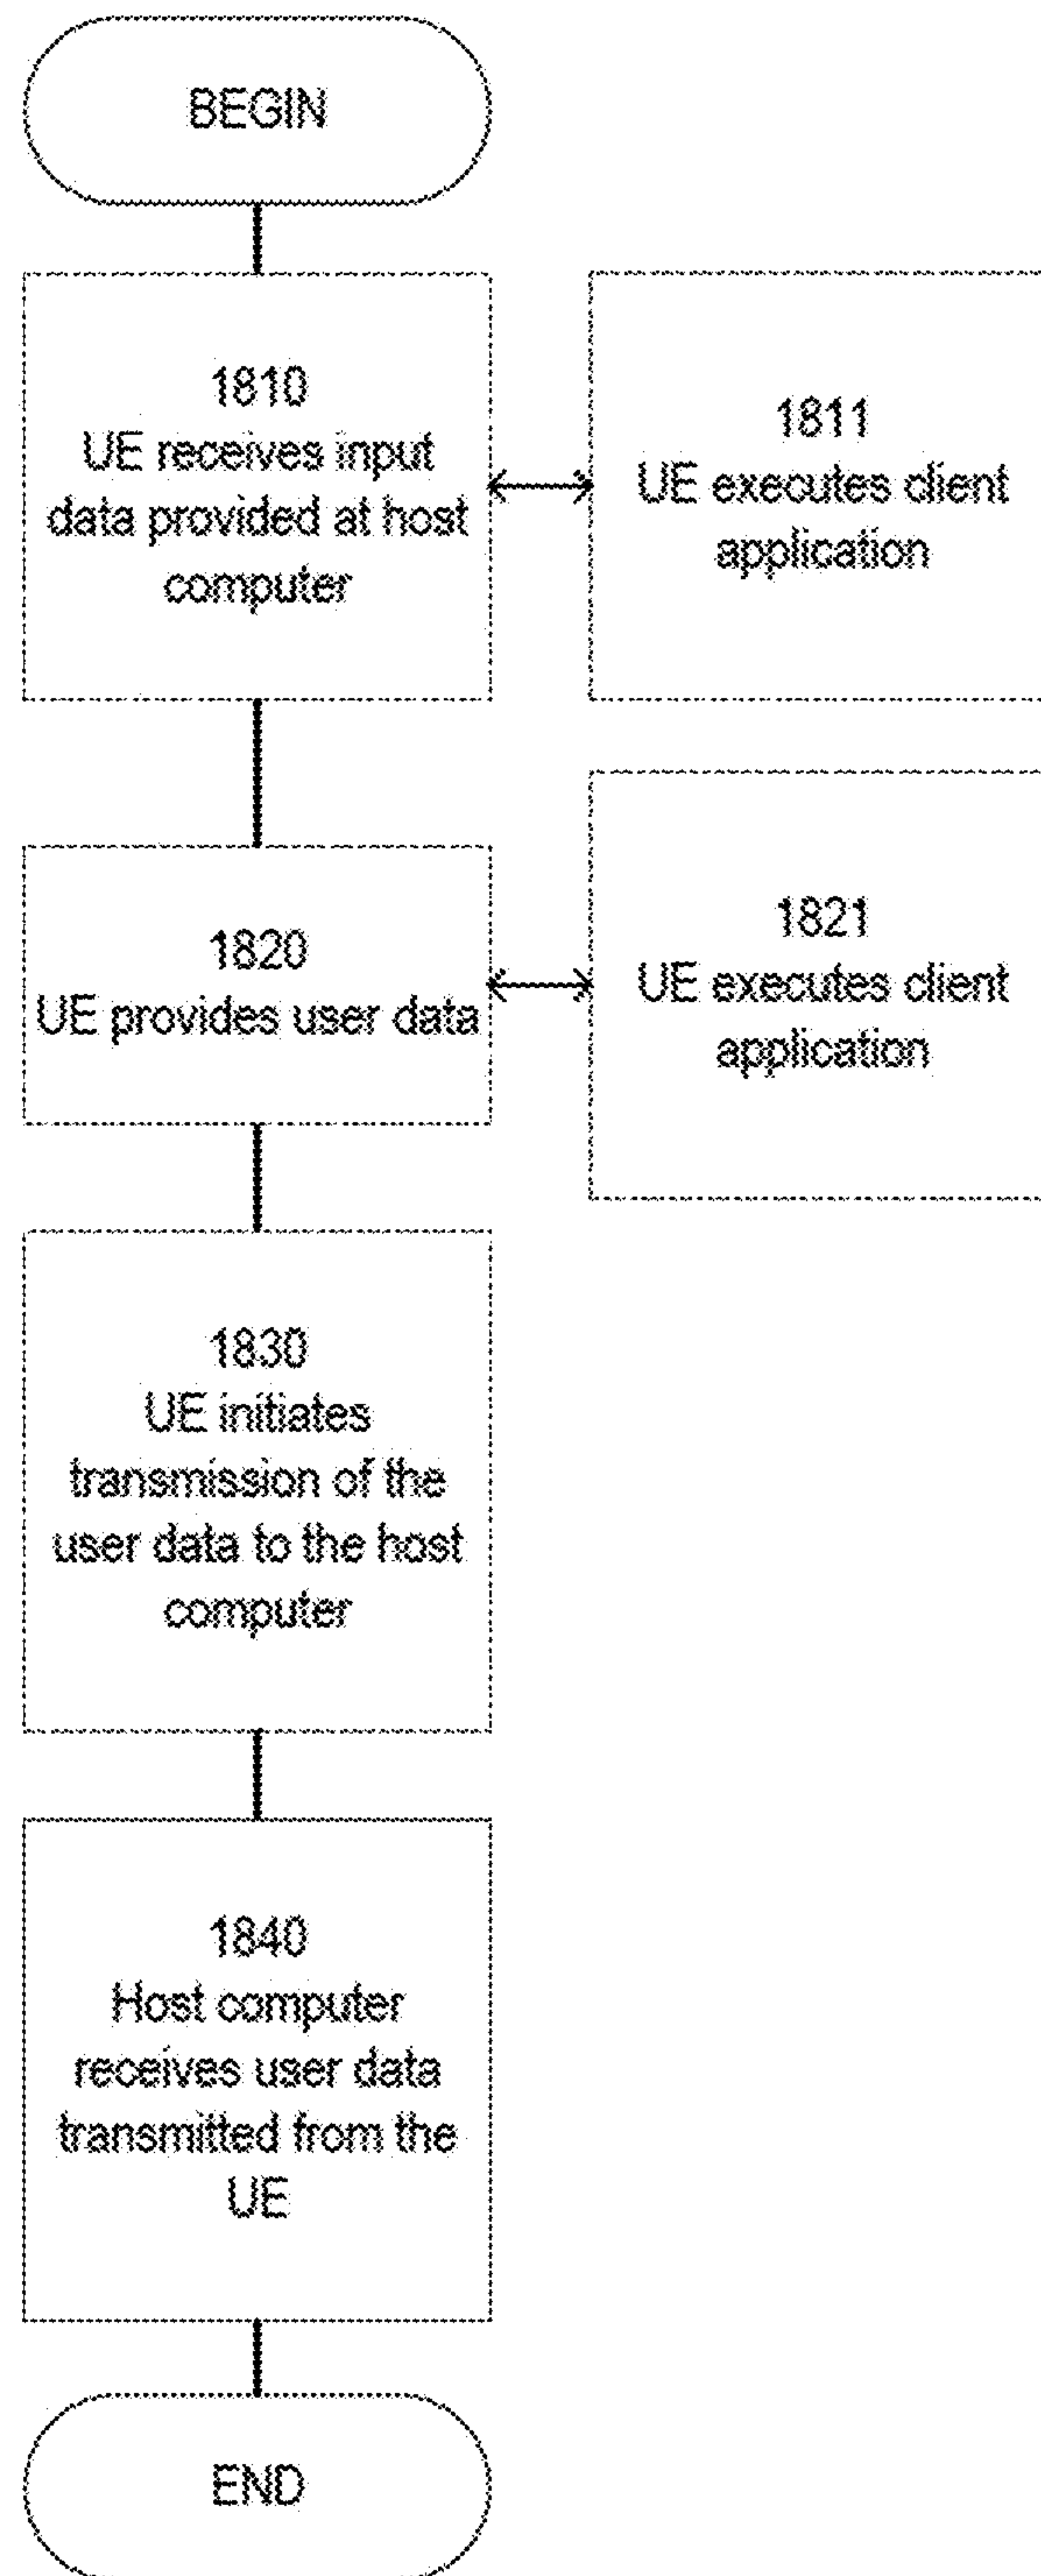 BEGIN
1810
UE receives input
data provided at host
computer
1811
UE executes client
application
1820
UE provides user data
1821
UE executes client
application
1830
UE initiates
transmission of the
user data to the host
computer
1840
Host computer
receives user data
transmitted from the
UE
END